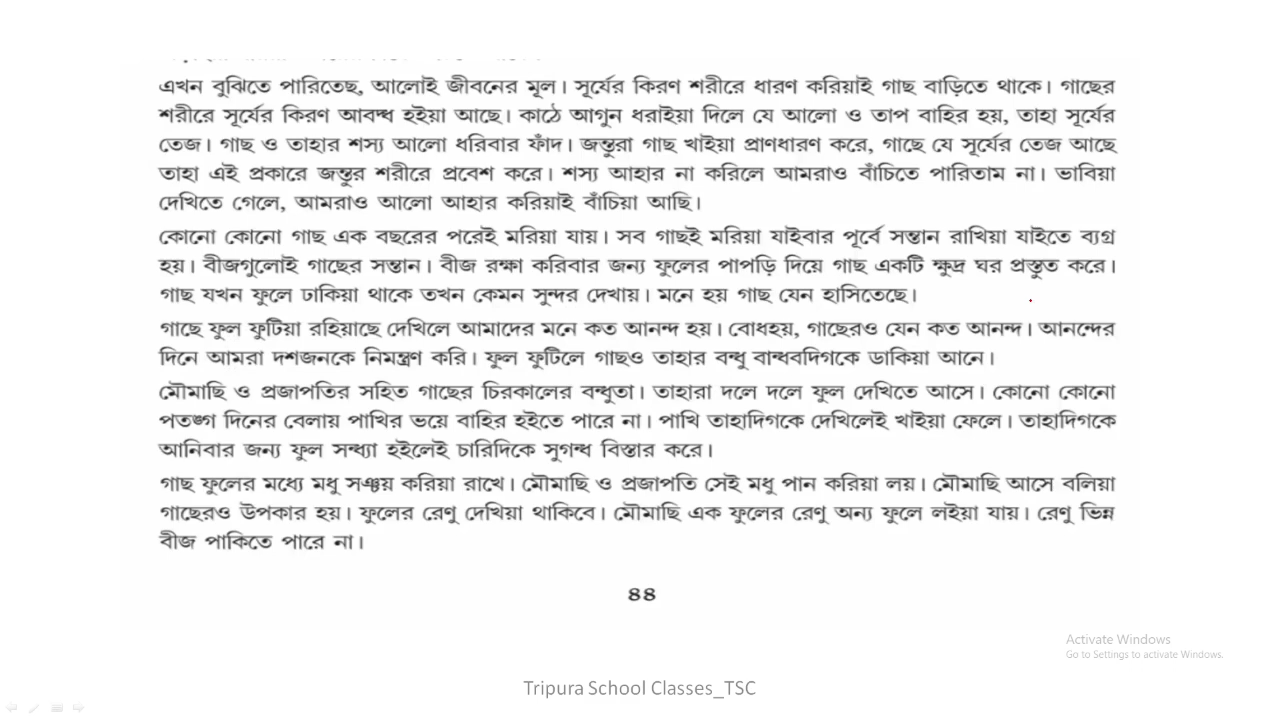 এখন বুঝিতে পারিতেছ, আলোই জীবনের মূল। সূর্যের কিরণ শরীরে ধারণ করিয়াই গাছ বাড়িতে থাকে। গাছের
শরীরে সূর্যের কিরণ আবদ্ধ হইয়া আছে। কাঠে আগুন ধরাইয়া দিলে যে আলো ও তাপ বাহির হয়, তাহা সূর্যের
তেজ। গাছ ও তাহার শস্য আলো ধরিবার ফাঁদ। জন্তুরা গাছ খাইয়া প্রাণধারণ করে, গাছে যে সূর্যের তেজ আছে
তাহা এই প্রকারে জন্তুর শরীরে প্রবেশ করে। শস্য আহার না করিলে আমরাও বাঁচিতে পারিতাম না। ভাবিয়া
দেখিতে গেলে, আমরাও আলো আহার করিয়াই বাঁচিয়া আছি।
কোনো কোনো গাছ এক বছরের পরেই মরিয়া যায়। সব গাছই মরিয়া যাইবার পূর্বে সন্তান রাখিয়া যাইতে ব্যগ্র
হয়। বীজগুলোই গাছের সন্তান। বীজ রক্ষা করিবার জন্য ফুলের পাপড়ি দিয়ে গাছ একটি ক্ষুদ্র ঘর প্রস্তুত করে।
গাছ যখন ফুলে ঢাকিয়া থাকে তখন কেমন সুন্দর দেখায়। মনে হয় গাছ যেন হাসিতেছে।
গাছে ফুল ফুটিয়া রহিয়াছে দেখিলে আমাদের মনে কত আনন্দ হয়। বোধহয়, গাছেরও যেন কত আনন্দ। আনন্দের
দিনে আমরা দশজনকে নিমন্ত্রণ করি। ফুল ফুটিলে গাছও তাহার বন্ধু বান্ধবদিগকে ডাকিয়া আনে।
মৌমাছি ও প্রজাপতির সহিত গাছের চিরকালের বন্ধুতা। তাহারা দলে দলে ফুল দেখিতে আসে। কোনো কোনো
পতঙ্গ দিনের বেলায় পাখির ভয়ে বাহির হইতে পারে না। পাখি তাহাদিগকে দেখিলেই খাইয়া ফেলে। তাহাদিগকে
আনিবার জন্য ফুল সন্ধ্যা হইলেই চারিদিকে সুগন্ধ বিস্তার করে।
গাছ ফুলের মধ্যে মধু সঞ্চয় করিয়া রাখে। মৌমাছি ও প্রজাপতি সেই মধু পান করিয়া লয়। মৌমাছি আসে বলিয়া
গাছেরও উপকার হয়। ফুলের রেণু দেখিয়া থাকিবে। মৌমাছি এক ফুলের রেণু অন্য ফুলে লইয়া যায়। রেণু ভিন্ন
বীজ পাকিতে পারে না।
৪৪
Activate Windows
Go to Settings to activate Windows.
Tripura School Classes_TSC